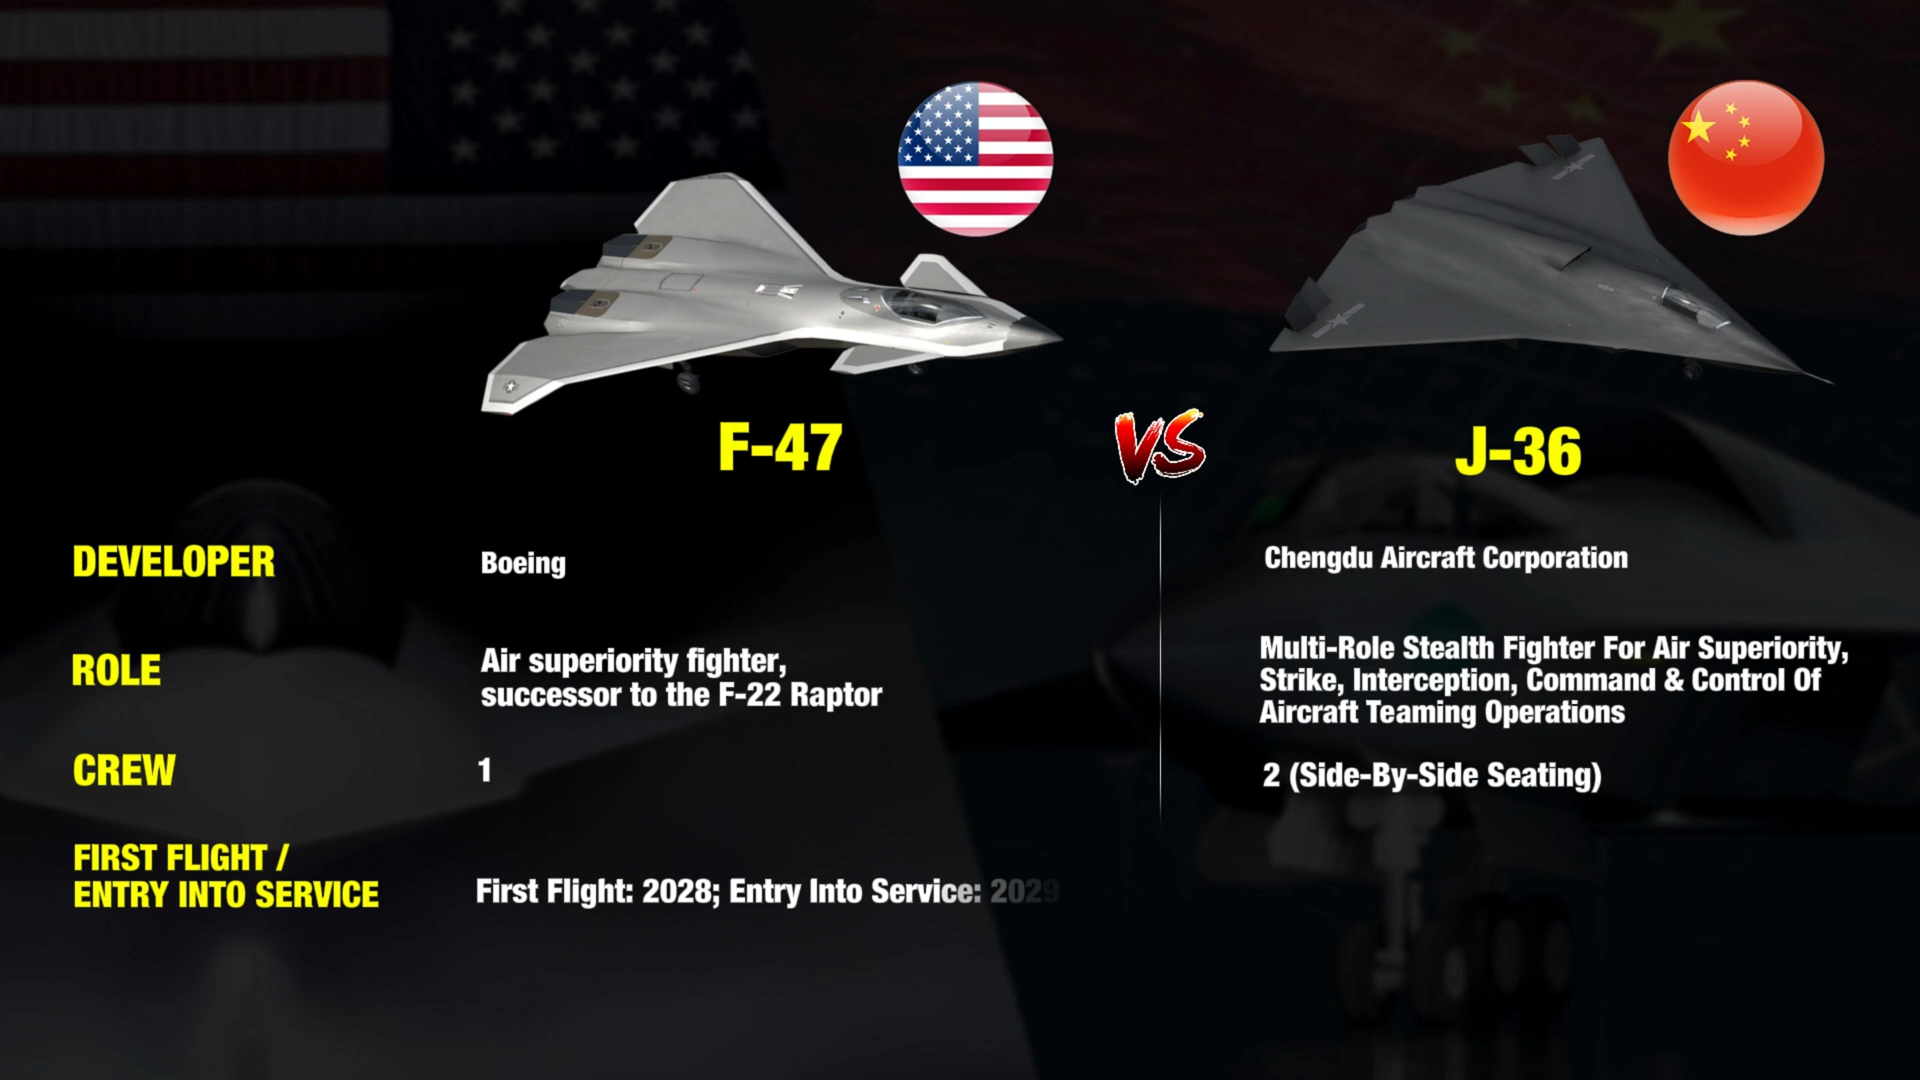 F-47
VS
J-36
DEVELOPER
Boeing
Chengdu Aircraft Corporation
ROLE
Air superiority fighter,
successor to the F-22 Raptor
Multi-Role Stealth Fighter For Air Superiority,
Strike, Interception, Command & Control Of
Aircraft Teaming Operations
CREW
1
2 (Side-By-Side Seating)
FIRST FLIGHT /
ENTRY INTO SERVICE
First Flight: 2028; Entry Into Service: 2029